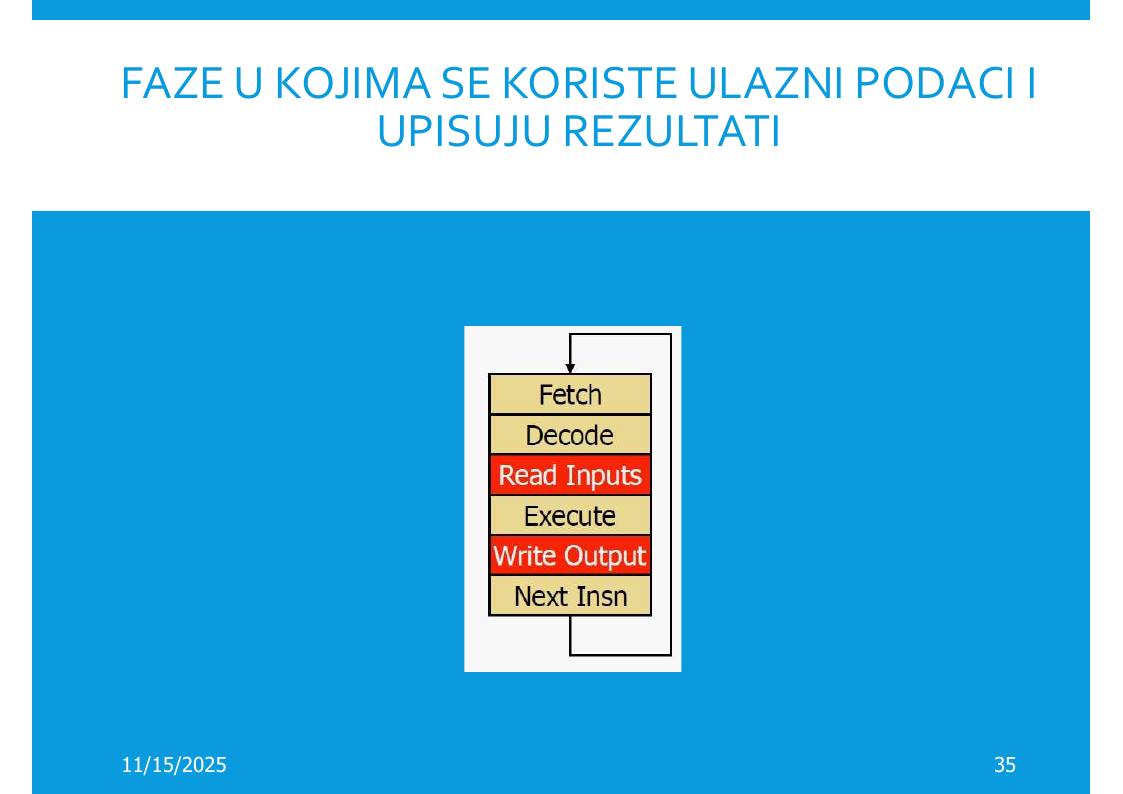 FAZE U KOJIMA SE KORISTE ULAZNI PODACI I
UPISUJU REZULTATI
Fetch
Decode
Read Inputs
Execute
Write Output
Next Insn
11/15/2025
35